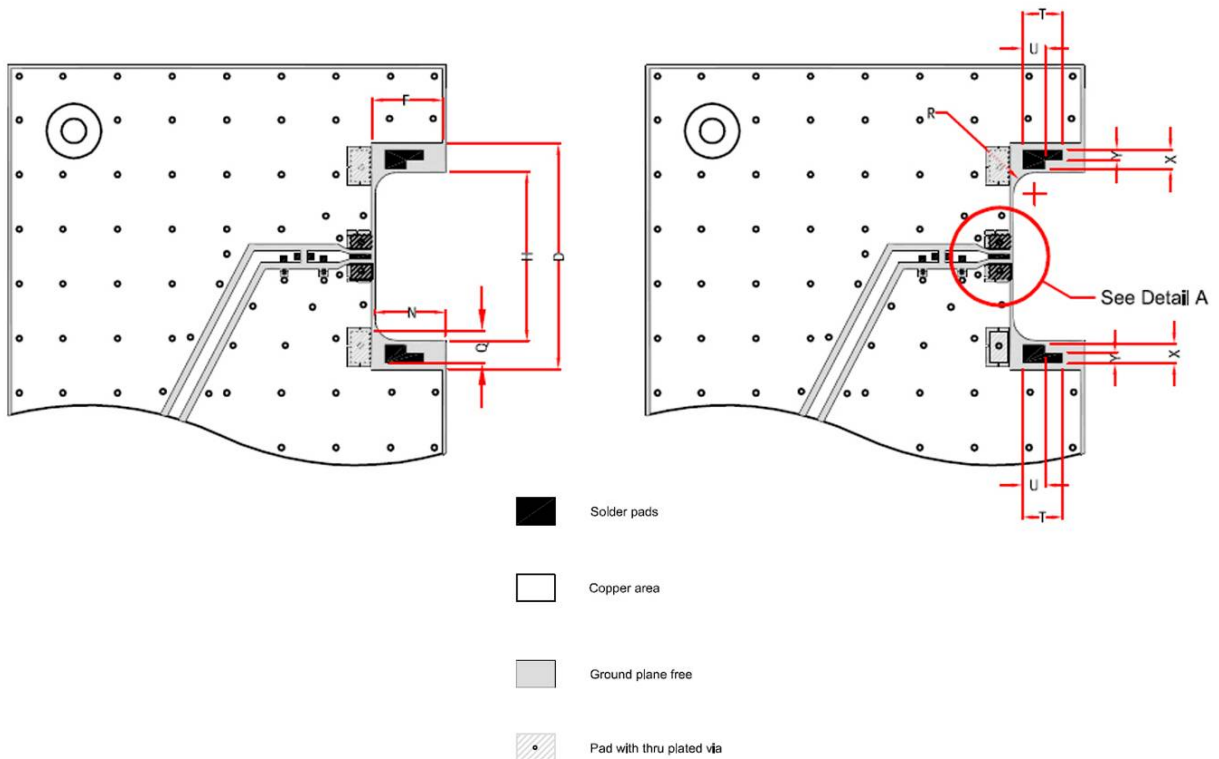 T
U
F
R
Y
X
H
D
See Detail A
N
Q
Y
X
U
T
Solder pads
Copper area
Ground plane free
Pad with thru plated via